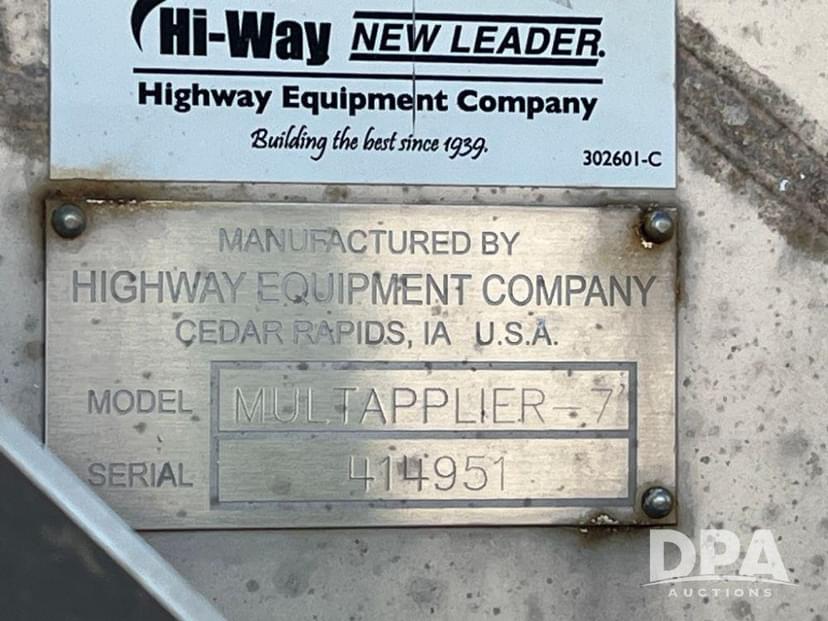 Hi-Way NEW LEADER.
Highway Equipment Company
Building the best since 1939.
302601-C
MANUFACTURED BY
HIGHWAY EQUIPMENT COMPANY
CEDAR RAPIDS, IA U.S.A.
MODEL MULTAPPLIER-7'
SERIAL 414951
DPA
AUCTIONS